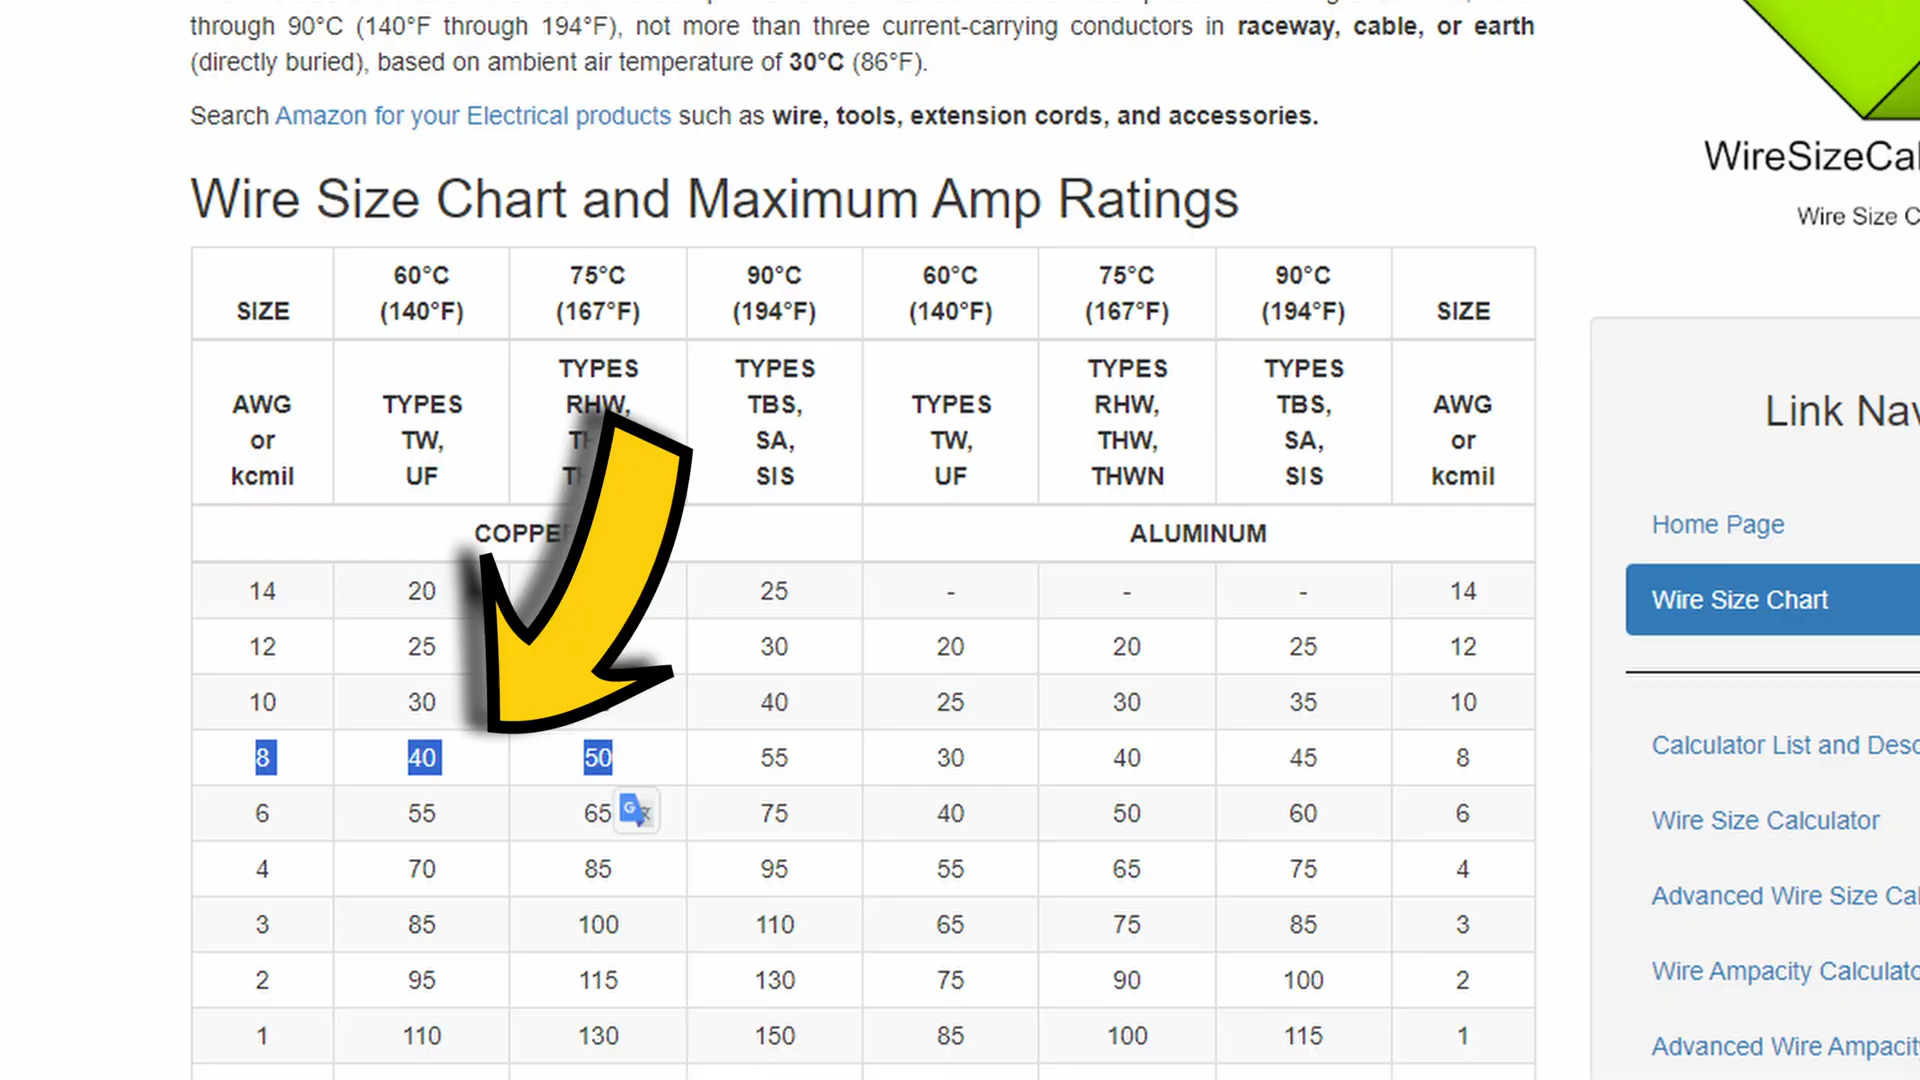 through 90°C (140°F through 194°F), not more than three current-carrying conductors in raceway, cable, or earth
(directly buried), based on ambient air temperature of 30°C (86°F).
Search Amazon for your Electrical products such as wire, tools, extension cords, and accessories.
Wire Size Chart and Maximum Amp Ratings
SIZE 60°C (140°F) 75°C (167°F) 90°C (194°F) 60°C (140°F) 75°C (167°F) 90°C (194°F) SIZE
AWG or kcmil TYPES TW, UF TYPES RHW, TYPES TBS, SA, SIS TYPES TW, UF TYPES RHW, THW, THWN TYPES TBS, SA, SIS AWG or kcmil
COPPER ALUMINUM
14 20 25 - - - 14
12 25 30 20 20 25 12
10 30 40 25 30 35 10
8 40 50 55 30 40 45 8
6 55 65 75 40 50 60 6
4 70 85 95 55 65 75 4
3 85 100 110 65 75 85 3
2 95 115 130 75 90 100 2
1 110 130 150 85 100 115 1
WireSizeCal
Wire Size C
Link Nav
Home Page
Wire Size Chart
Calculator List and Desc
Wire Size Calculator
Advanced Wire Size Cal
Wire Ampacity Calculato
Advanced Wire Ampacity